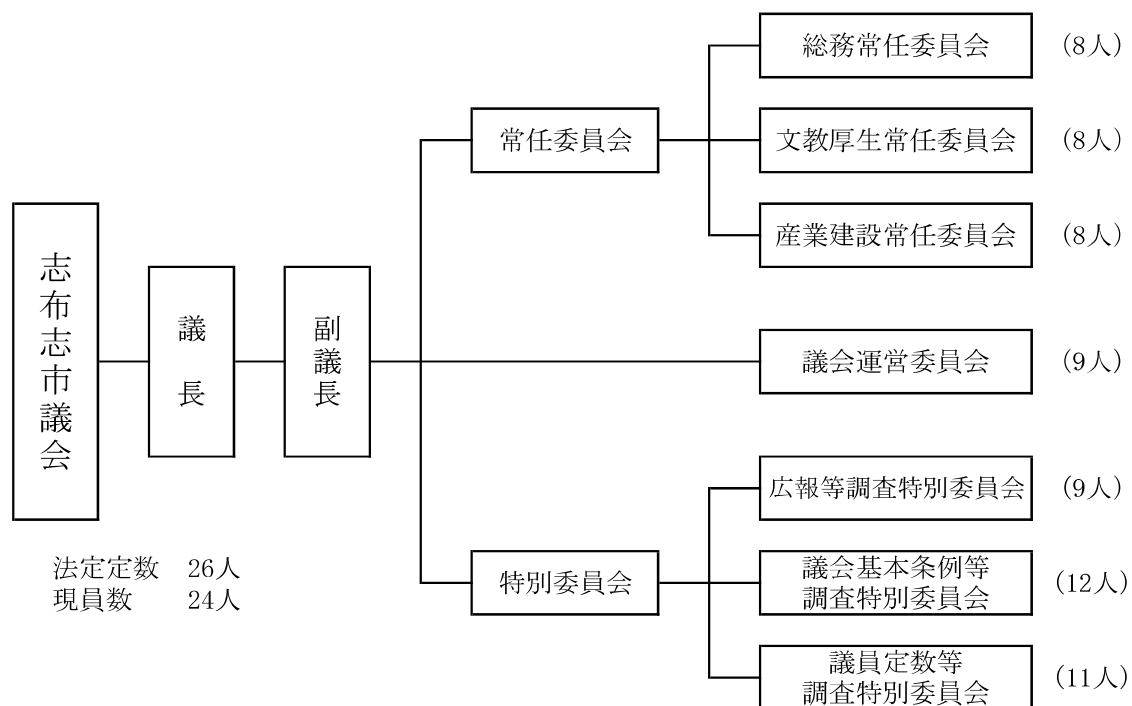 志布志市議会
議長
副議長
常任委員会
総務常任委員会 (8人)
文教厚生常任委員会 (8人)
産業建設常任委員会 (8人)
議会運営委員会 (9人)
特別委員会
広報等調査特別委員会 (9人)
議会基本条例等
調査特別委員会 (12人)
議員定数等
調査特別委員会 (11人)
法定定数 26人
現員数 24人